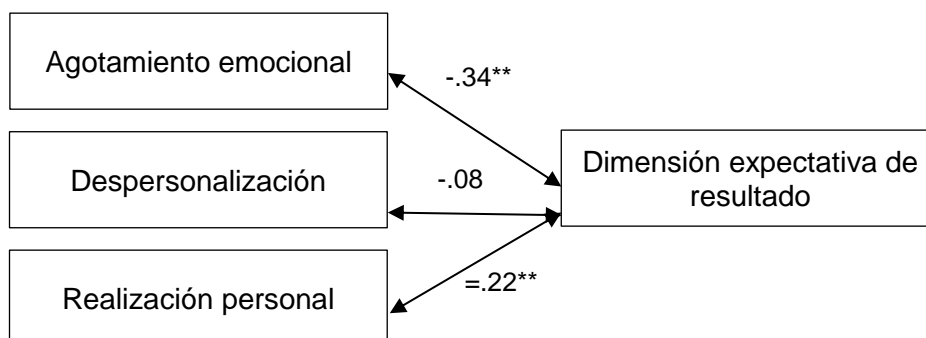 Agotamiento emocional
-.34**
Despersonalización
-.08
Dimensión expectativa de
resultado
Realización personal
=.22**